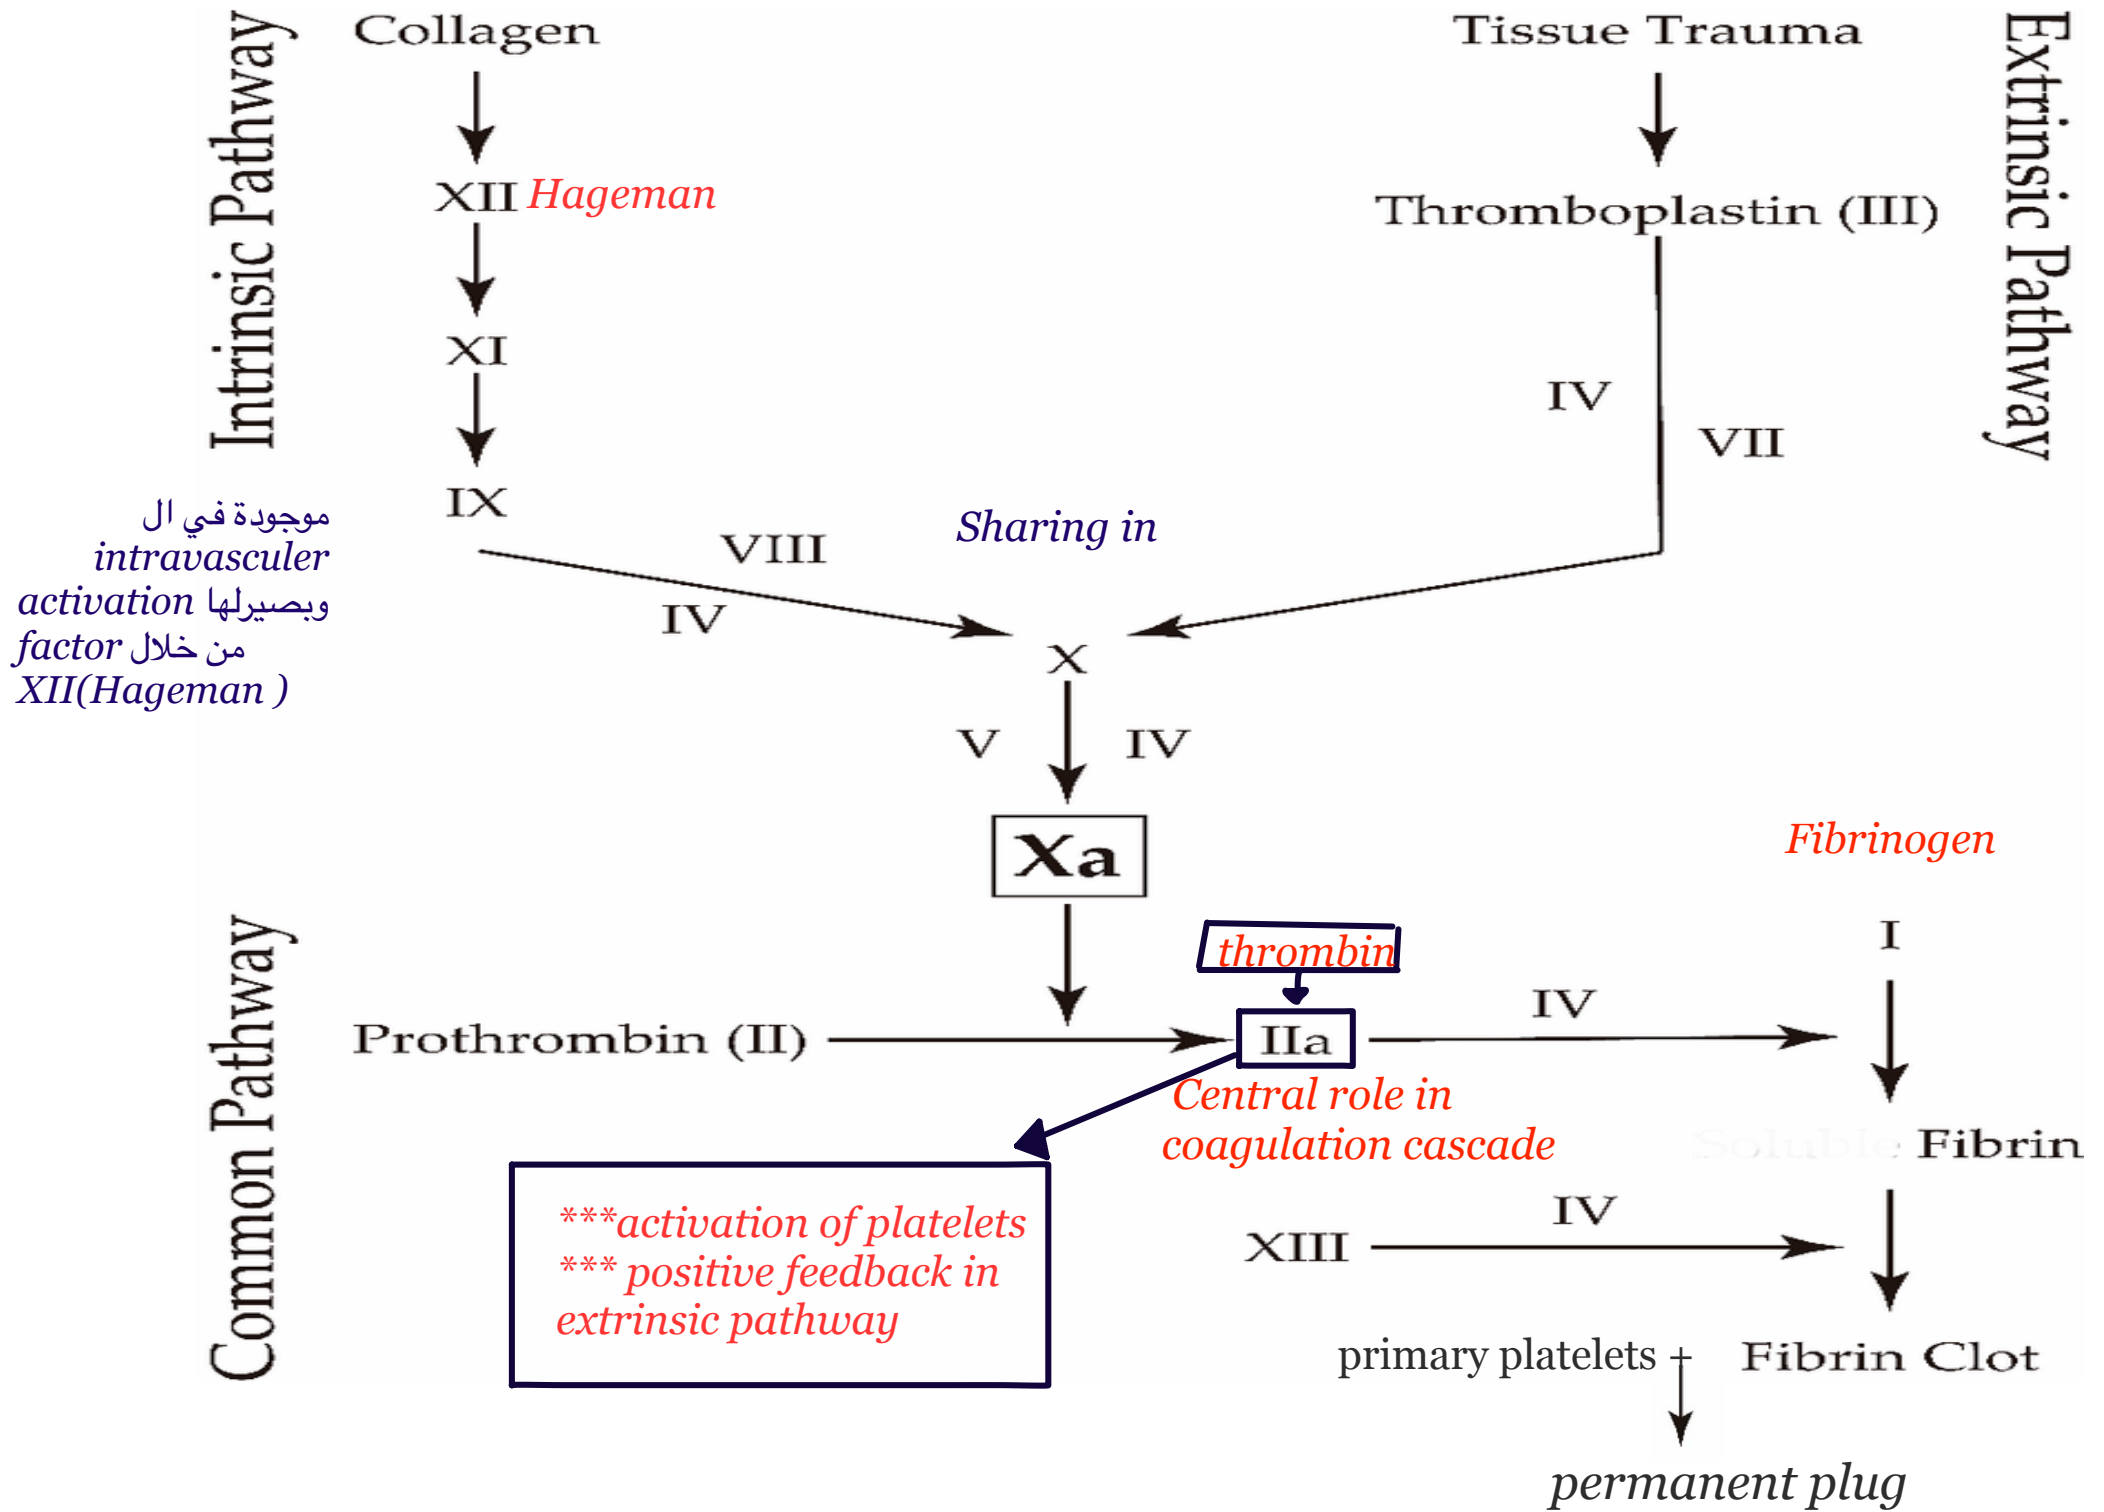 Intrinsic Pathway
Collagen
XII Hageman
XI
IX
موجودة في ال
intravasculer
وبصيرلها activation
من خلال factor
XII(Hageman )
VIII
IV
Sharing in
Tissue Trauma
Thromboplastin (III)
IV
VII
Extrinsic Pathway
X
V
IV
Xa
Common Pathway
Prothrombin (II)
thrombin
IIa
Central role in
coagulation cascade
***activation of platelets
*** positive feedback in
extrinsic pathway
IV
Fibrinogen
I
Soluble Fibrin
XIII
IV
primary platelets + Fibrin Clot
permanent plug